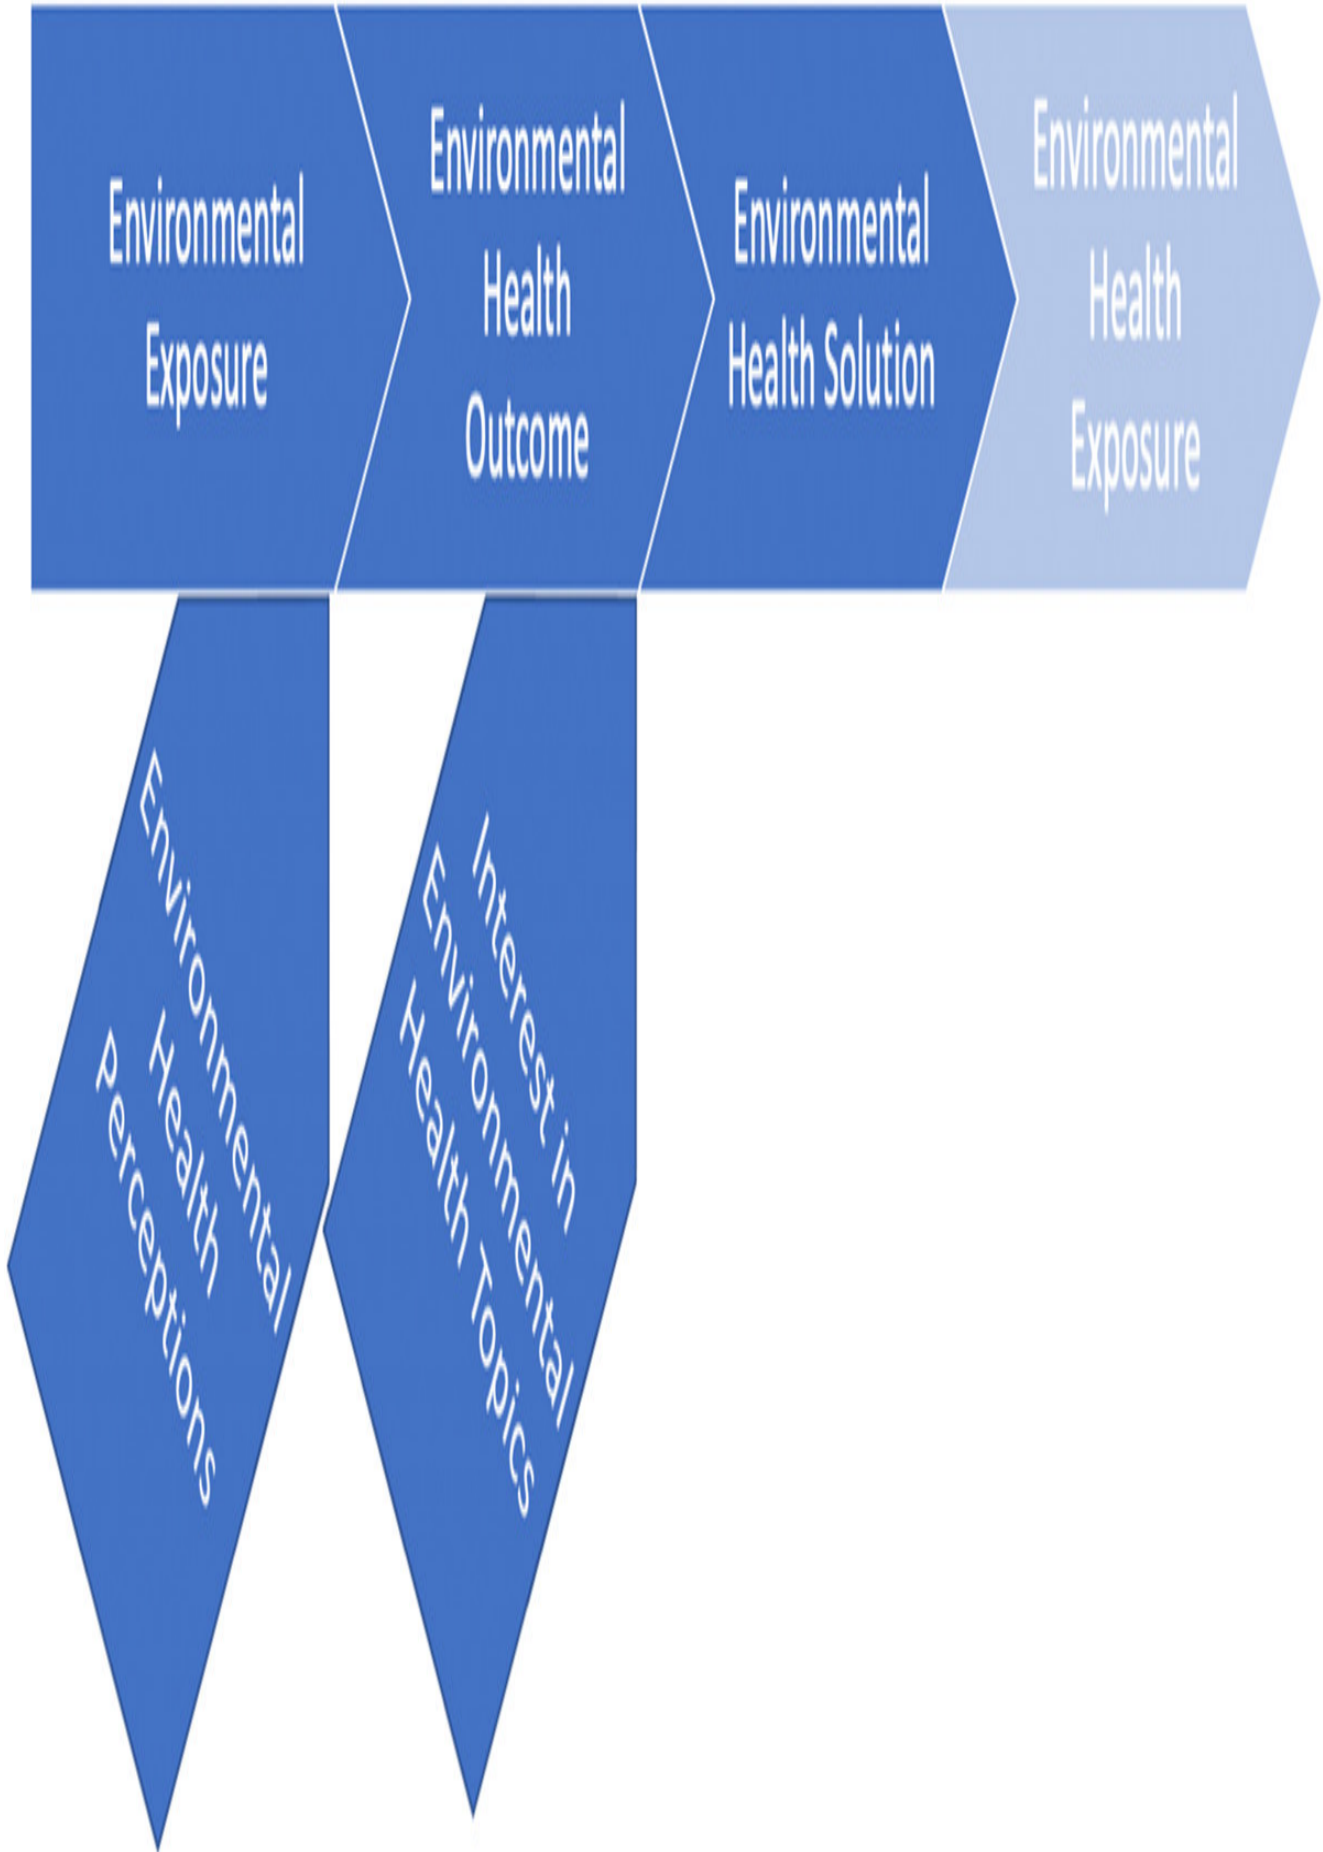 Environmental
Exposure
Environmental
Health
Outcome
Environmental
Health Solution
Environmental
Health
Exposure
Environmental
Health
Perceptions
Interest in
Environmental
Health Topics